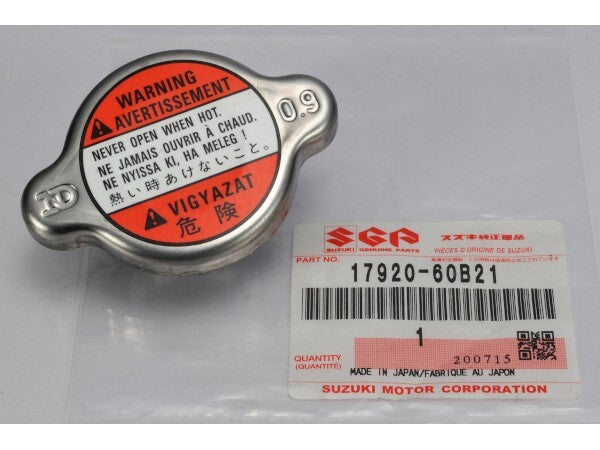 WARNING
AVERTISSEMENT
NEVER OPEN WHEN HOT.
NE JAMAIS OUVRIR À CHAUD.
NE NYISSA KI, HA MELEG !
熱い時あけないこと。
VIGYAZAT
危険
0.9
SGP
SUZUKI GENUINE PARTS
スズキ純正部品
PIÈCES D'ORIGINE DE SUZUKI
PART NO.
17920-60B21
1
QUANTITY
(QUANTITÉ)
200715
MADE IN JAPAN/FABRIQUE AU JAPON
SUZUKI MOTOR CORPORATION